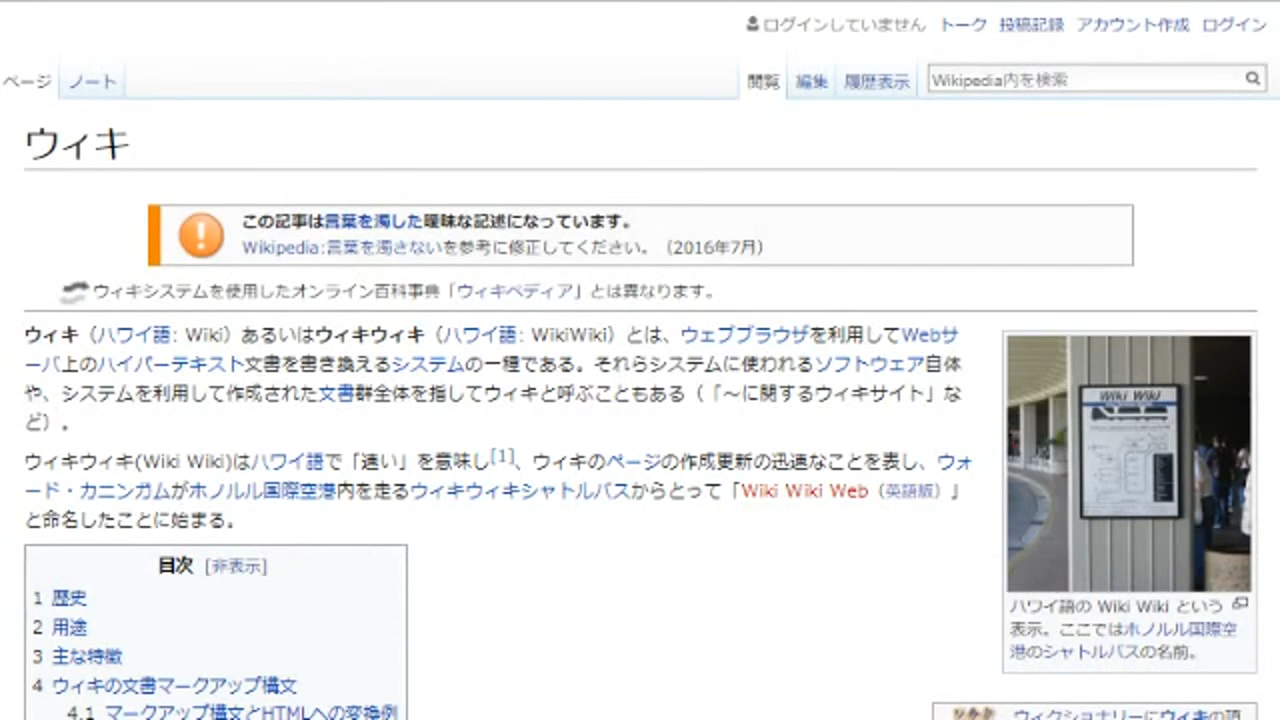 ログインしていません トーク 投稿記録 アカウント作成 ログイン
ページ ノート 閲覧 編集 履歴表示 Wikipedia内を検索
ウィキ
この記事は言葉を濁した曖昧な記述になっています。
Wikipedia:言葉を濁さないを参考に修正してください。（2016年7月）
ウィキシステムを使用したオンライン百科事典「ウィキペディア」とは異なります。
ウィキ（ハワイ語: Wiki）あるいはウィキウィキ（ハワイ語: WikiWiki）とは、ウェブブラウザを利用してWebサ
ーバ上のハイパーテキスト文書を書き換えるシステムの一種である。それらシステムに使われるソフトウェア自体
や、システムを利用して作成された文書群全体を指してウィキと呼ぶこともある（「〜に関するウィキサイト」な
ど）。
ウィキウィキ(Wiki Wiki)はハワイ語で「速い」を意味し[1]、ウィキのページの作成更新の迅速なことを表し、ウォ
ード・カニンガムがホノルル国際空港内を走るウィキウィキシャトルバスからとって「Wiki Wiki Web（英語版）」
と命名したことに始まる。
目次 [非表示]
1 歴史
2 用途
3 主な特徴
4 ウィキの文書マークアップ構文
4.1 マークアップ構文とHTMLへの変換例
Wiki Wiki
ハワイ語の Wiki Wiki という
表示。ここではホノルル国際空
港のシャトルバスの名前。
ウィクショナリーにウィキの項